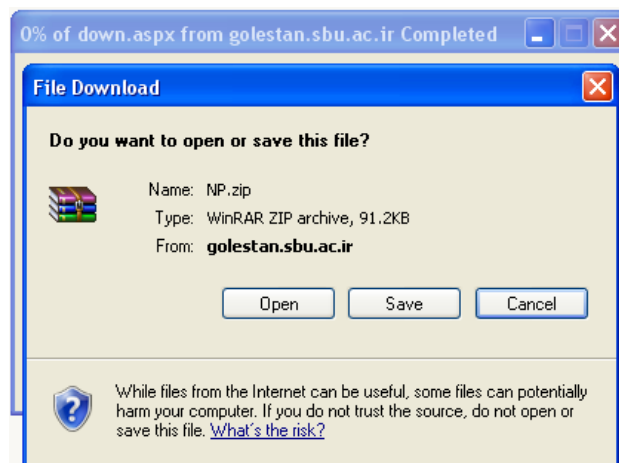 0% of down.aspx from golestan.sbu.ac.ir Completed
File Download
Do you want to open or save this file?
Name: NP.zip
Type: WinRAR ZIP archive, 91.2KB
From: golestan.sbu.ac.ir
Open Save Cancel
While files from the Internet can be useful, some files can potentially
harm your computer. If you do not trust the source, do not open or
save this file. What's the risk?